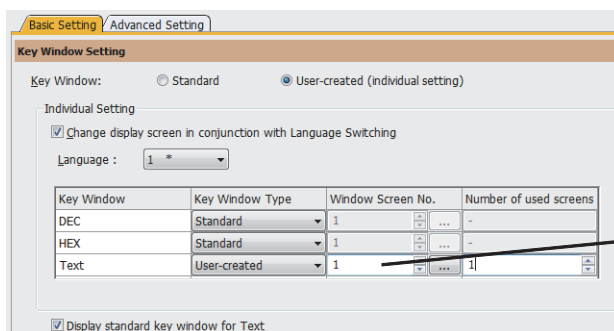 Basic Setting Advanced Setting
Key Window Setting
Key Window: Standard User-created (individual setting)
Individual Setting
Change display screen in conjunction with Language Switching
Language : 1 *
Key Window Key Window Type Window Screen No. Number of used screens
DEC Standard 1 ... -
HEX Standard 1 ... -
Text User-created 1 ... 1
Display standard key window for Text